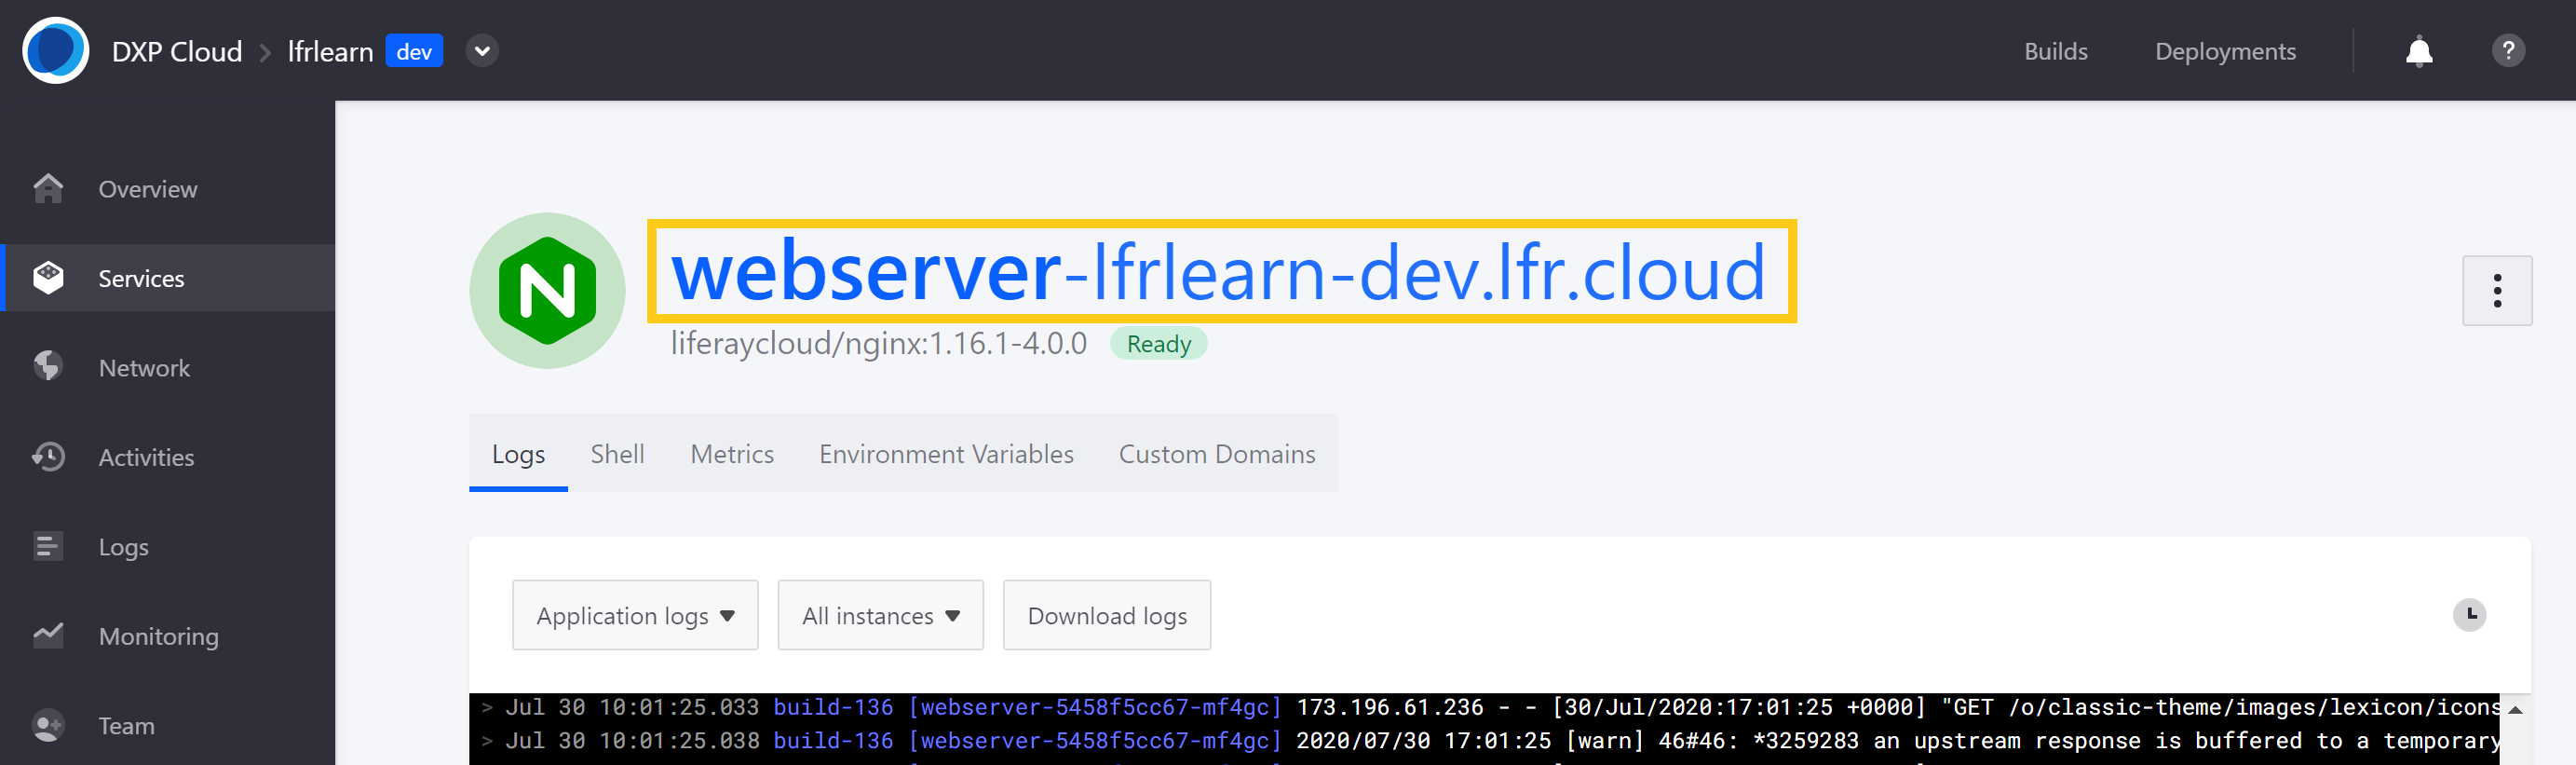 DXP Cloud > lfrlearn dev
Builds
Deployments
?
Overview
Services
Network
Activities
Logs
Monitoring
Team
N
webserver-lfrlearn-dev.lfr.cloud
liferaycloud/nginx:1.16.1-4.0.0 Ready
Logs Shell Metrics Environment Variables Custom Domains
Application logs All instances Download logs
> Jul 30 10:01:25.033 build-136 [webserver-5458f5cc67-mf4gc] 173.196.61.236 - - [30/Jul/2020:17:01:25 +0000] "GET /o/classic-theme/images/lexicon/icons
> Jul 30 10:01:25.038 build-136 [webserver-5458f5cc67-mf4gc] 2020/07/30 17:01:25 [warn] 46#46: *3259283 an upstream response is buffered to a temporary